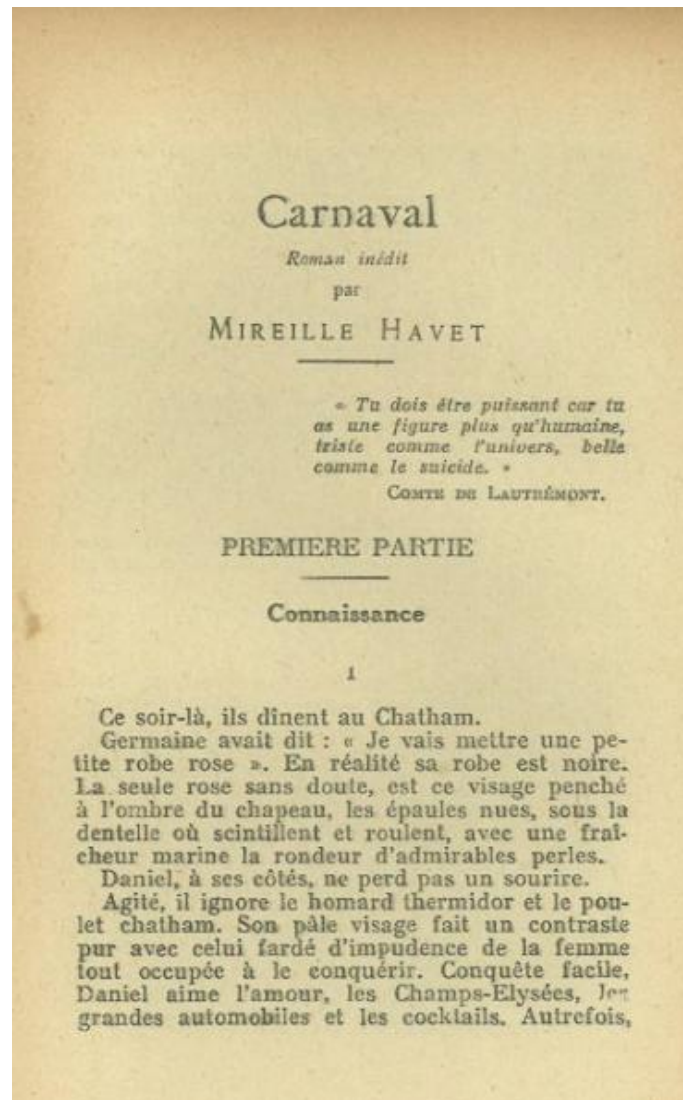 Carnaval
Roman inédit
par
MIREILLE HAVET
« Tu dois être puissant car tu
as une figure plus qu'humaine,
triste comme l'univers, belle
comme le suicide. »
COMTE DE LAUTRÉMONT.
PREMIERE PARTIE
Connaissance
1
Ce soir-là, ils dînent au Chatham.
Germaine avait dit : « Je vais mettre une pe-
tite robe rose ». En réalité sa robe est noire.
La seule rose sans doute, est ce visage penché
à l'ombre du chapeau, les épaules nues, sous la
dentelle où scintillent et roulent, avec une fraî-
cheur marine la rondeur d'admirables perles.
Daniel, à ses côtés, ne perd pas un sourire.
Agité, il ignore le homard thermidor et le pou-
let chatham. Son pâle visage fait un contraste
pur avec celui fardé d'impudence de la femme
tout occupée à le conquérir. Conquête facile,
Daniel aime l'amour, les Champs-Elysées, les
grandes automobiles et les cocktails. Autrefois,